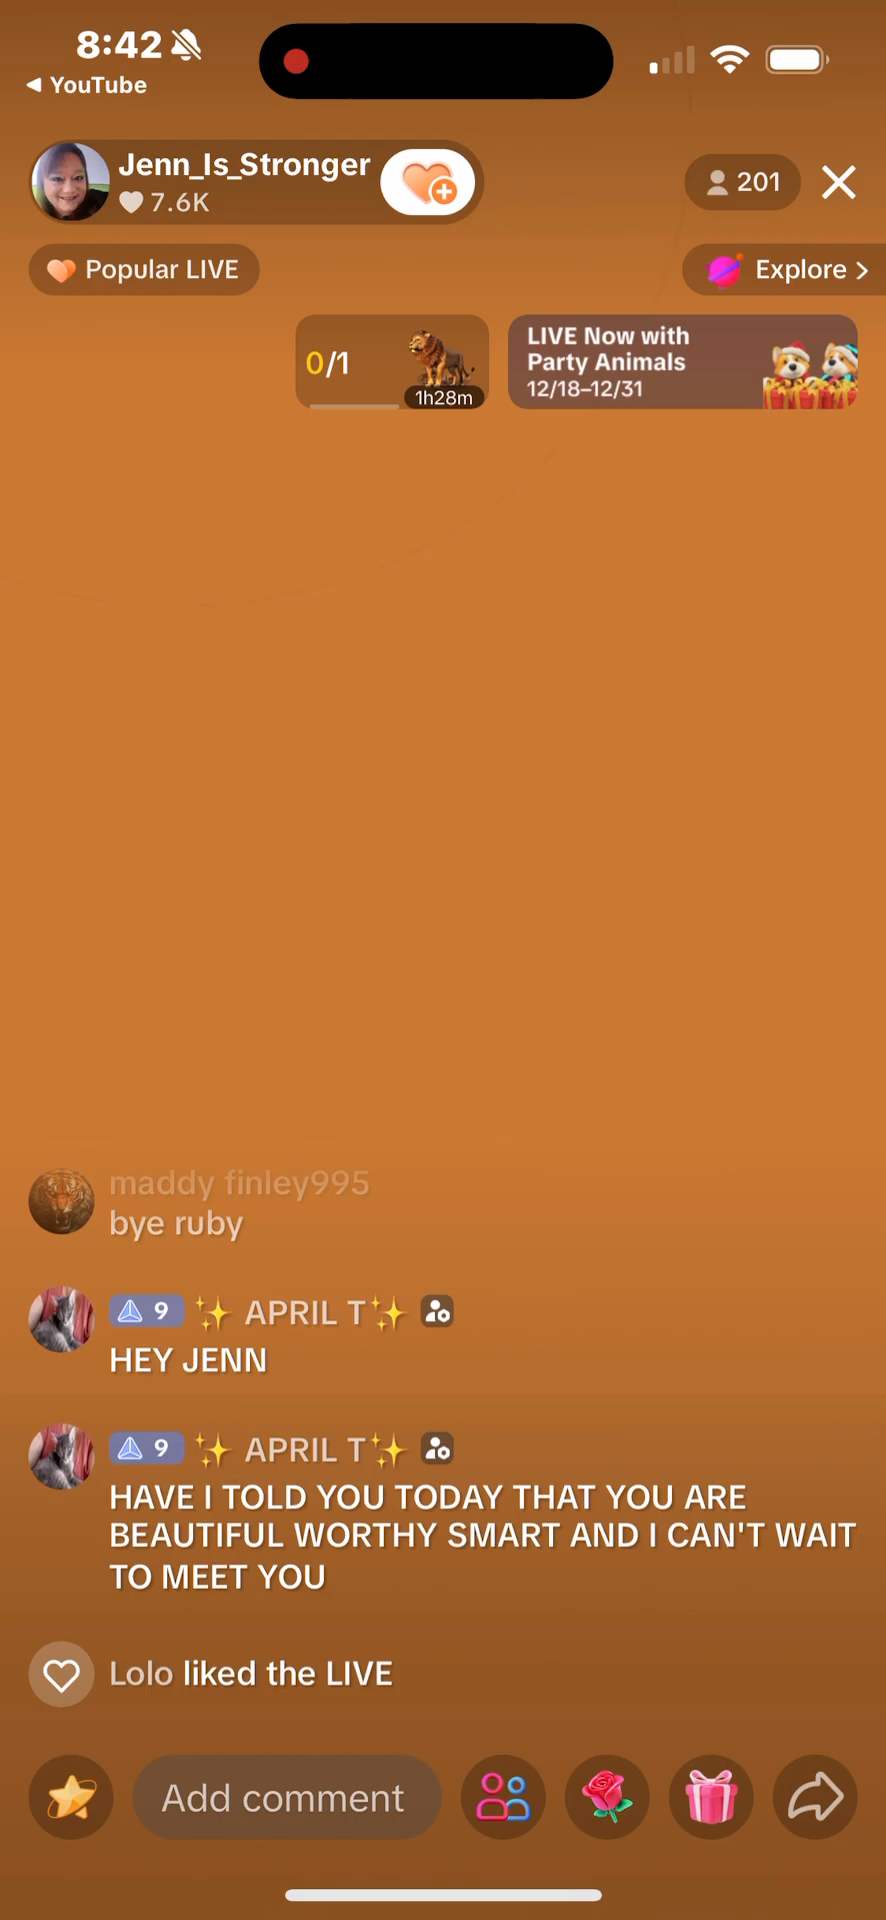 8:42
YouTube
Jenn_Is_Stronger
7.6K
201
Popular LIVE
Explore >
0/1
1h28m
LIVE Now with
Party Animals
12/18–12/31
maddy finley995
bye ruby
9 ✨ APRIL T✨
HEY JENN
9 ✨ APRIL T✨
HAVE I TOLD YOU TODAY THAT YOU ARE
BEAUTIFUL WORTHY SMART AND I CAN'T WAIT
TO MEET YOU
Lolo liked the LIVE
Add comment